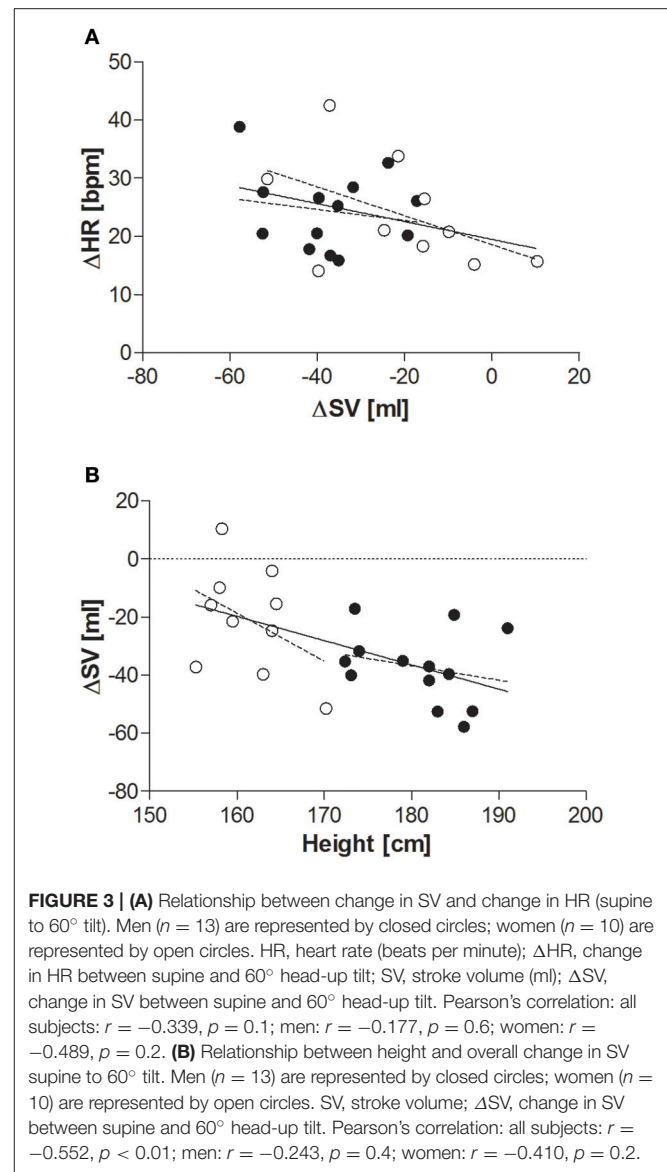 A
50
40
30
20
10
0
ΔHR [bpm]
-80 -60 -40 -20 0 20
ΔSV [ml]
B
20
0
-20
-40
-60
-80
ΔSV [ml]
150 160 170 180 190 200
Height [cm]
FIGURE 3 | (A) Relationship between change in SV and change in HR (supine
to 60° tilt). Men (n = 13) are represented by closed circles; women (n = 10) are
represented by open circles. HR, heart rate (beats per minute); ΔHR, change
in HR between supine and 60° head-up tilt; SV, stroke volume (ml); ΔSV,
change in SV between supine and 60° head-up tilt. Pearson's correlation: all
subjects: r = −0.339, p = 0.1; men: r = −0.177, p = 0.6; women: r =
−0.489, p = 0.2. (B) Relationship between height and overall change in SV
supine to 60° tilt. Men (n = 13) are represented by closed circles; women (n =
10) are represented by open circles. SV, stroke volume; ΔSV, change in SV
between supine and 60° head-up tilt. Pearson's correlation: all subjects: r =
−0.552, p < 0.01; men: r = −0.243, p = 0.4; women: r = −0.410, p = 0.2.